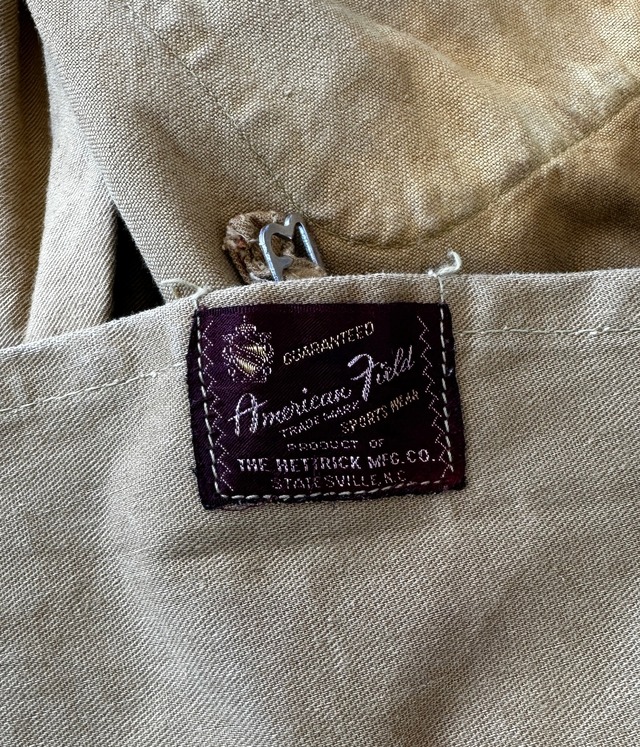 GUARANTEED
American Field
TRADE MARK SPORTS WEAR
PRODUCT OF
THE HETTRICK MFG. CO.
STATESVILLE, N.C.